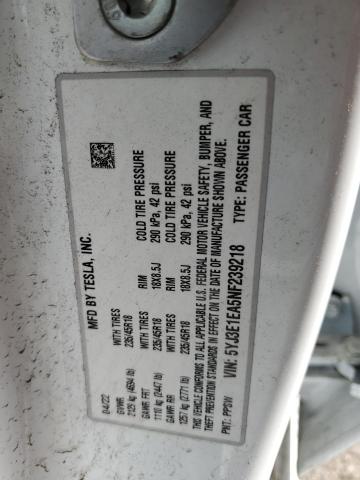 MFD BY TESLA, INC.
04/22
GVWR WITH TIRES RIM COLD TIRE PRESSURE
2129 kg (4694 lb) 235/45R18 18X8.5J 290 kPa, 42 psi
GAWR FRT WITH TIRES RIM COLD TIRE PRESSURE
1110 kg (2447 lb) 235/45R18 18X8.5J 290 kPa, 42 psi
GAWR RR
1257 kg (2771 lb) 235/45R18
THIS VEHICLE CONFORMS TO ALL APPLICABLE U.S. FEDERAL MOTOR VEHICLE SAFETY, BUMPER, AND
THEFT PREVENTION STANDARDS IN EFFECT ON THE DATE OF MANUFACTURE SHOWN ABOVE.
PNT: PPSW VIN: 5YJ3E1EA5NF239218 TYPE: PASSENGER CAR